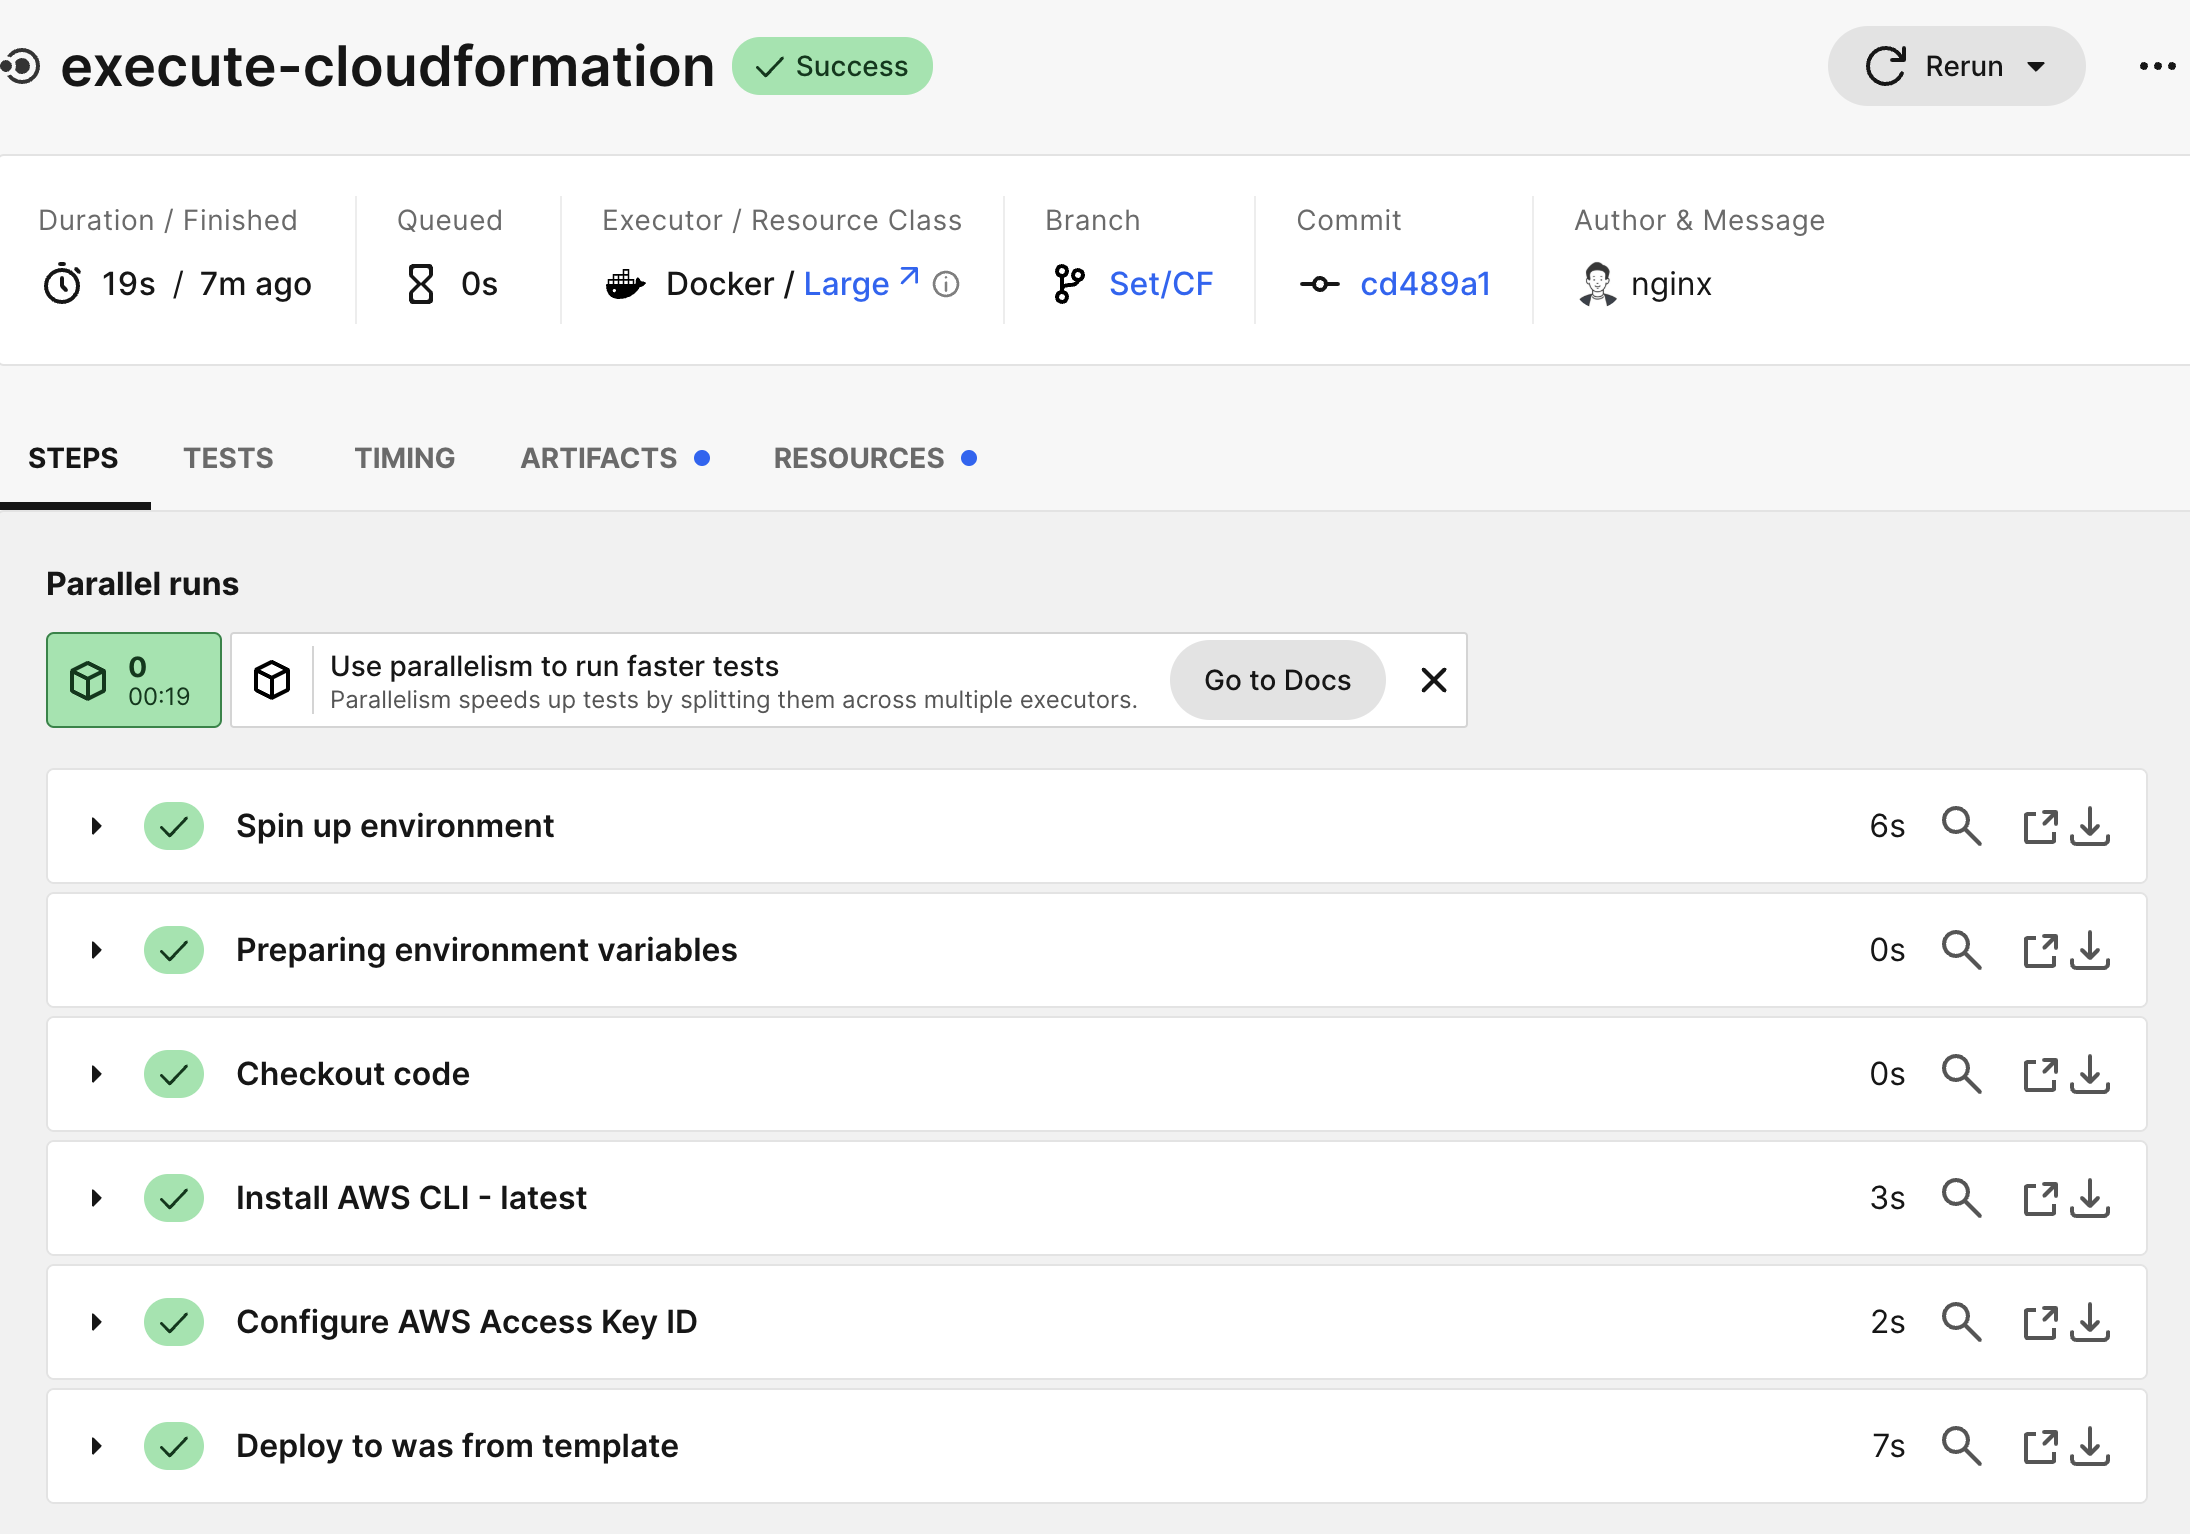 execute-cloudformation
Success
Rerun
Duration / Finished
Queued
Executor / Resource Class
Branch
Commit
Author & Message
19s / 7m ago
0s
Docker / Large
Set/CF
cd489a1
nginx
STEPS
TESTS
TIMING
ARTIFACTS
RESOURCES
Parallel runs
0
00:19
Use parallelism to run faster tests
Parallelism speeds up tests by splitting them across multiple executors.
Go to Docs
Spin up environment
6s
Preparing environment variables
0s
Checkout code
0s
Install AWS CLI - latest
3s
Configure AWS Access Key ID
2s
Deploy to was from template
7s